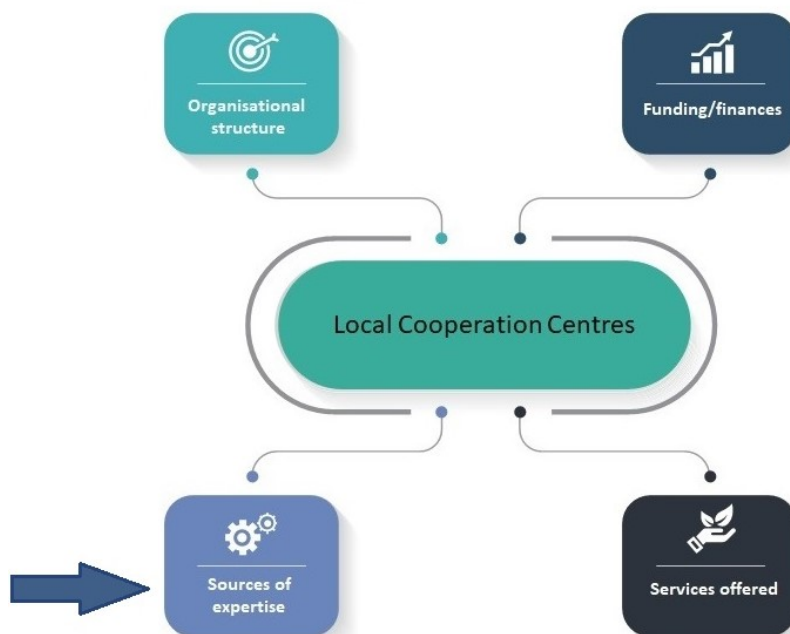 Organisational
structure
Funding/finances
Local Cooperation Centres
Sources of
expertise
Services offered